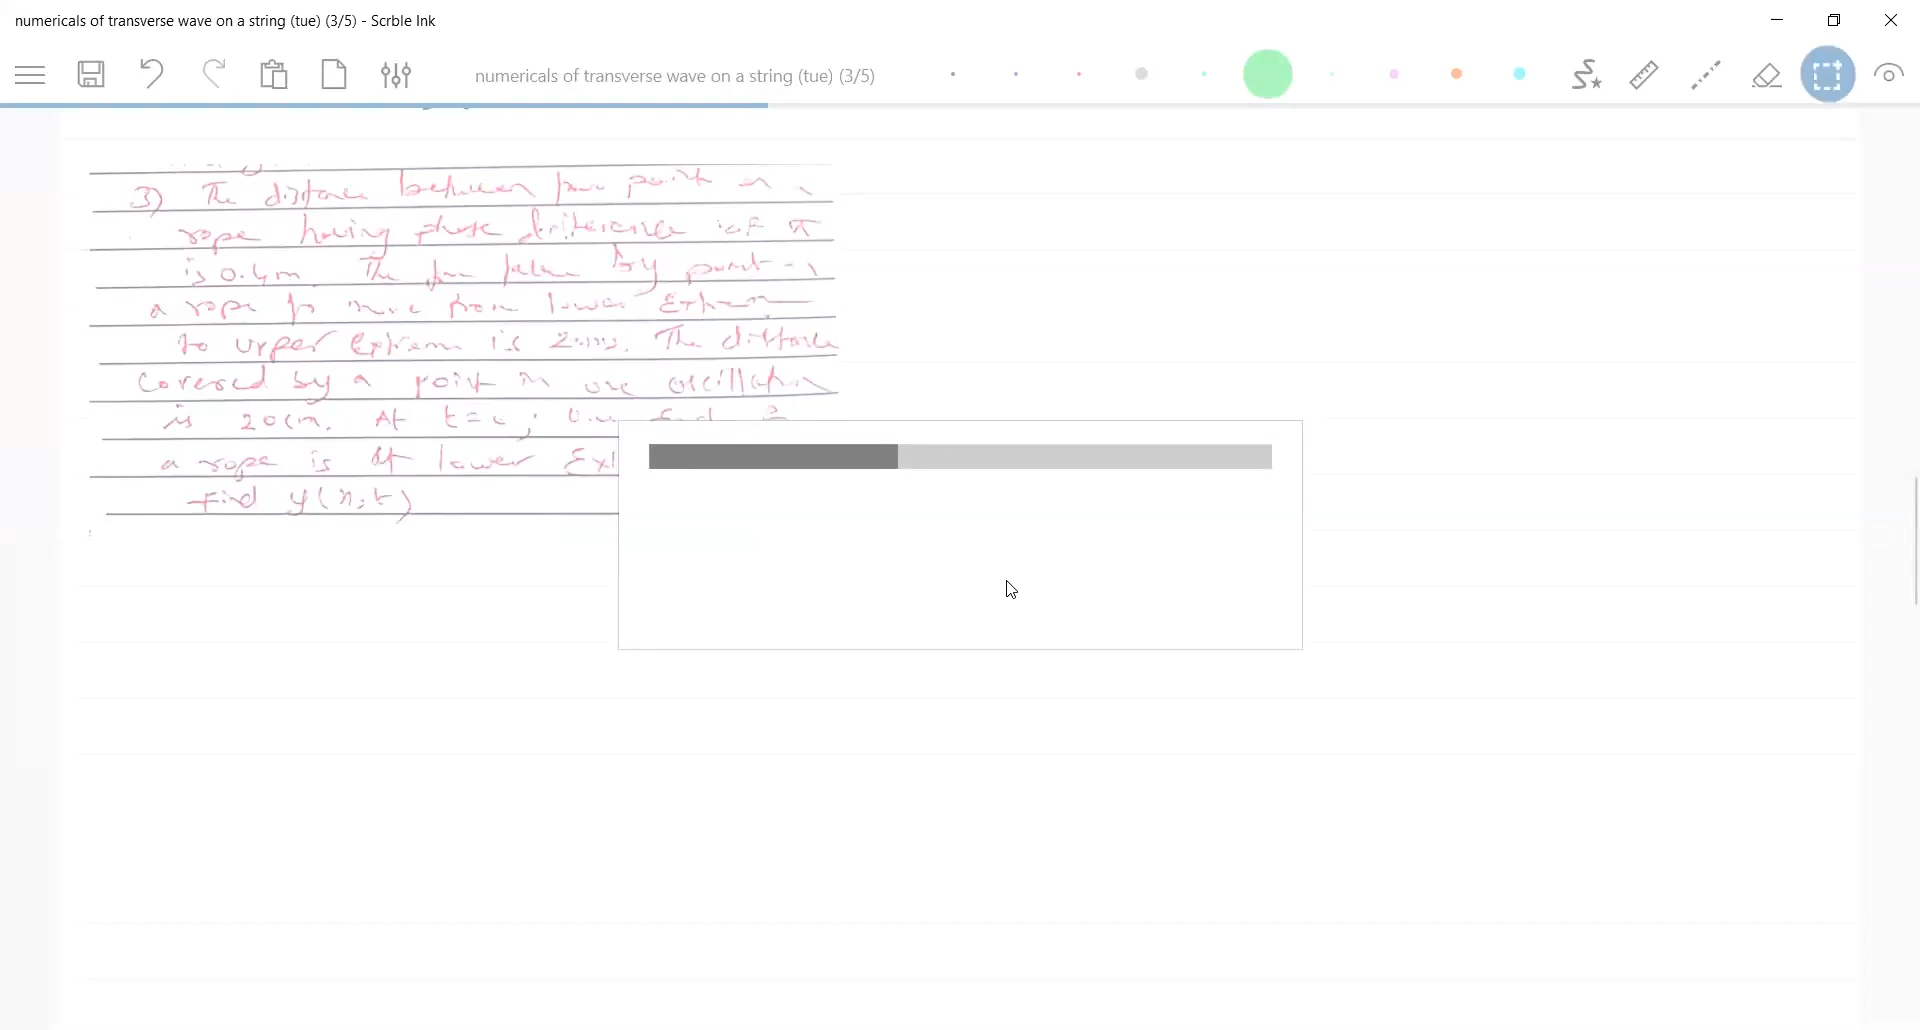 numericals of transverse wave on a string (tue) (3/5) - Scrble Ink
numericals of transverse wave on a string (tue) (3/5)
3) The distance between two point on a
rope having phase difference of π
is 0.4m The time taken by point
a rope to move from lower Extreme
to upper Extreme is 2 The distance
Covered by a point in one oscillation
is 20cm. At t=0;
a rope is at lower
Find y(x,t)